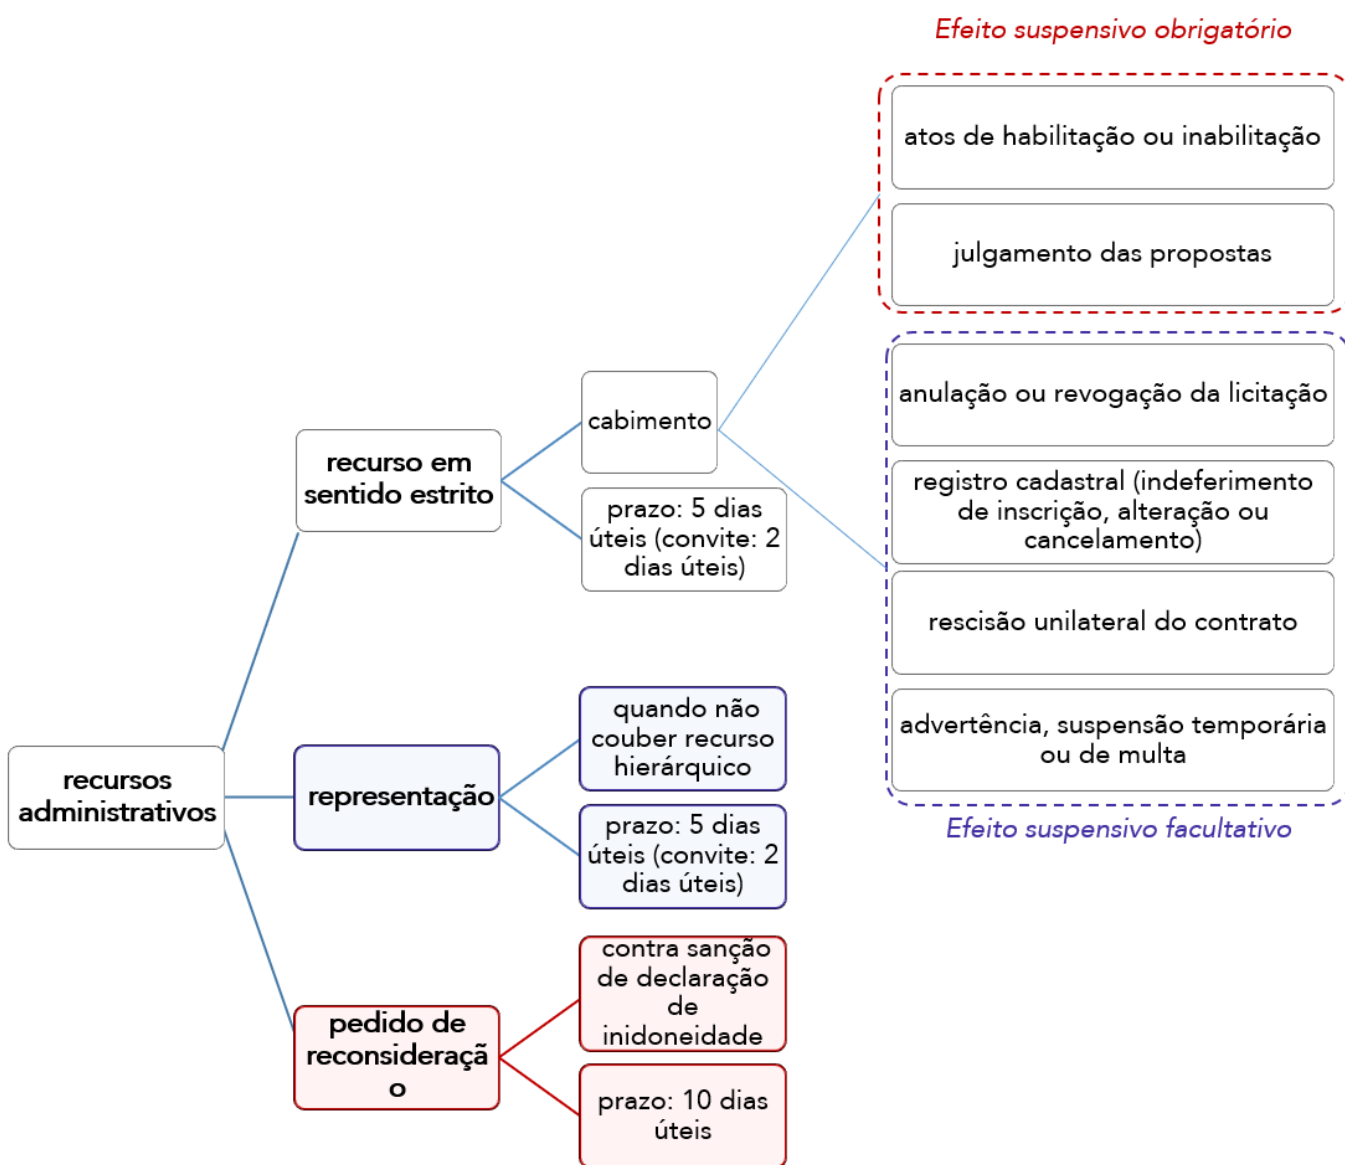 Efeito suspensivo obrigatório
atos de habilitação ou inabilitação
julgamento das propostas
anulação ou revogação da licitação
cabimento
recurso em
sentido estrito
registro cadastral (indeferimento
de inscrição, alteração ou
cancelamento)
prazo: 5 dias
úteis (convite: 2
dias úteis)
rescisão unilateral do contrato
advertência, suspensão temporária
ou de multa
Efeito suspensivo facultativo
quando não
couber recurso
hierárquico
recursos
administrativos
representação
prazo: 5 dias
úteis (convite: 2
dias úteis)
contra sanção
de declaração
de
inidoneidade
pedido de
reconsideraçã
o
prazo: 10 dias
úteis